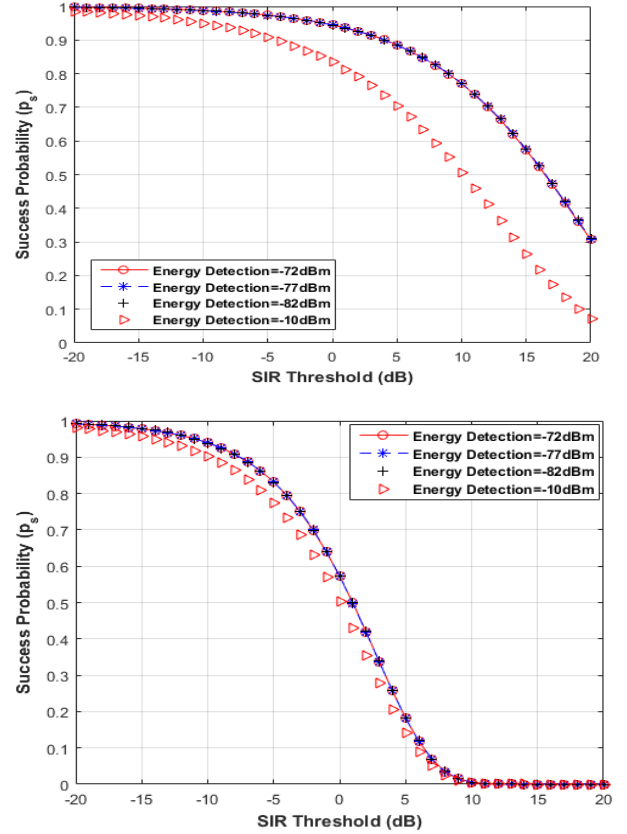 1
0.9
0.8
0.7
0.6
0.5
0.4
0.3
0.2
0.1
0
Success Probability (ps)
Energy Detection=-72dBm
Energy Detection=-77dBm
Energy Detection=-82dBm
Energy Detection=-10dBm
-20 -15 -10 -5 0 5 10 15 20
SIR Threshold (dB)
1
0.9
0.8
0.7
0.6
0.5
0.4
0.3
0.2
0.1
0
Success Probability (ps)
Energy Detection=-72dBm
Energy Detection=-77dBm
Energy Detection=-82dBm
Energy Detection=-10dBm
-20 -15 -10 -5 0 5 10 15 20
SIR Threshold (dB)